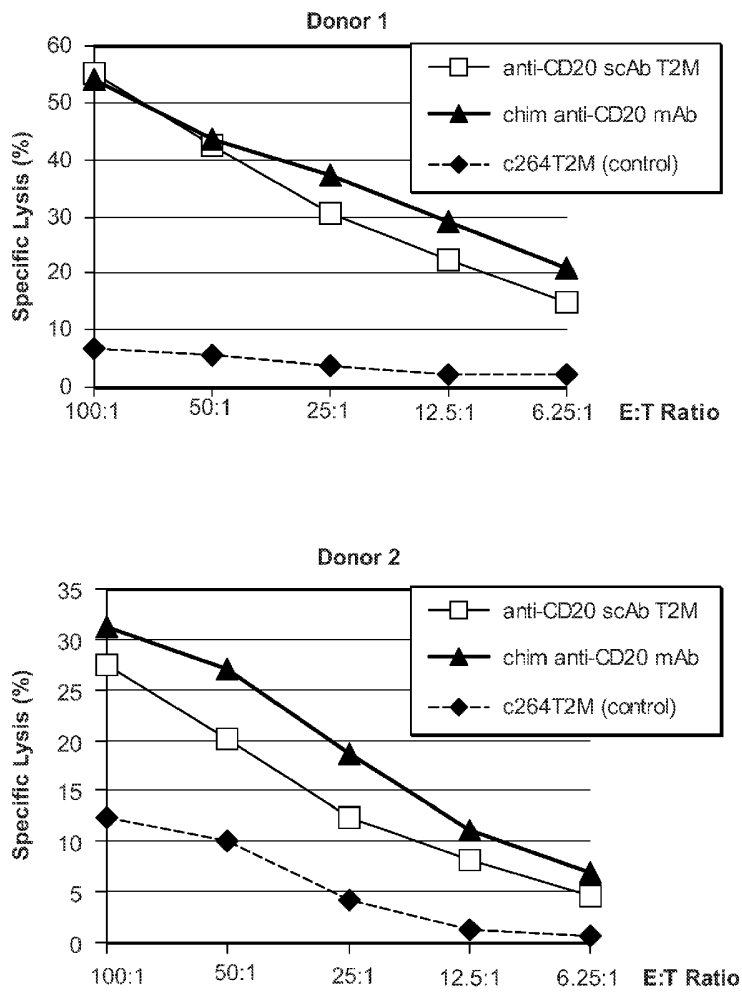 Donor 1
Specific Lysis (%)
60
50
40
30
20
10
0
anti-CD20 scAb T2M
chim anti-CD20 mAb
c264T2M (control)
100:1 50:1 25:1 12.5:1 6.25:1 E:T Ratio
Donor 2
Specific Lysis (%)
35
30
25
20
15
10
5
0
anti-CD20 scAb T2M
chim anti-CD20 mAb
c264T2M (control)
100:1 50:1 25:1 12.5:1 6.25:1 E:T Ratio